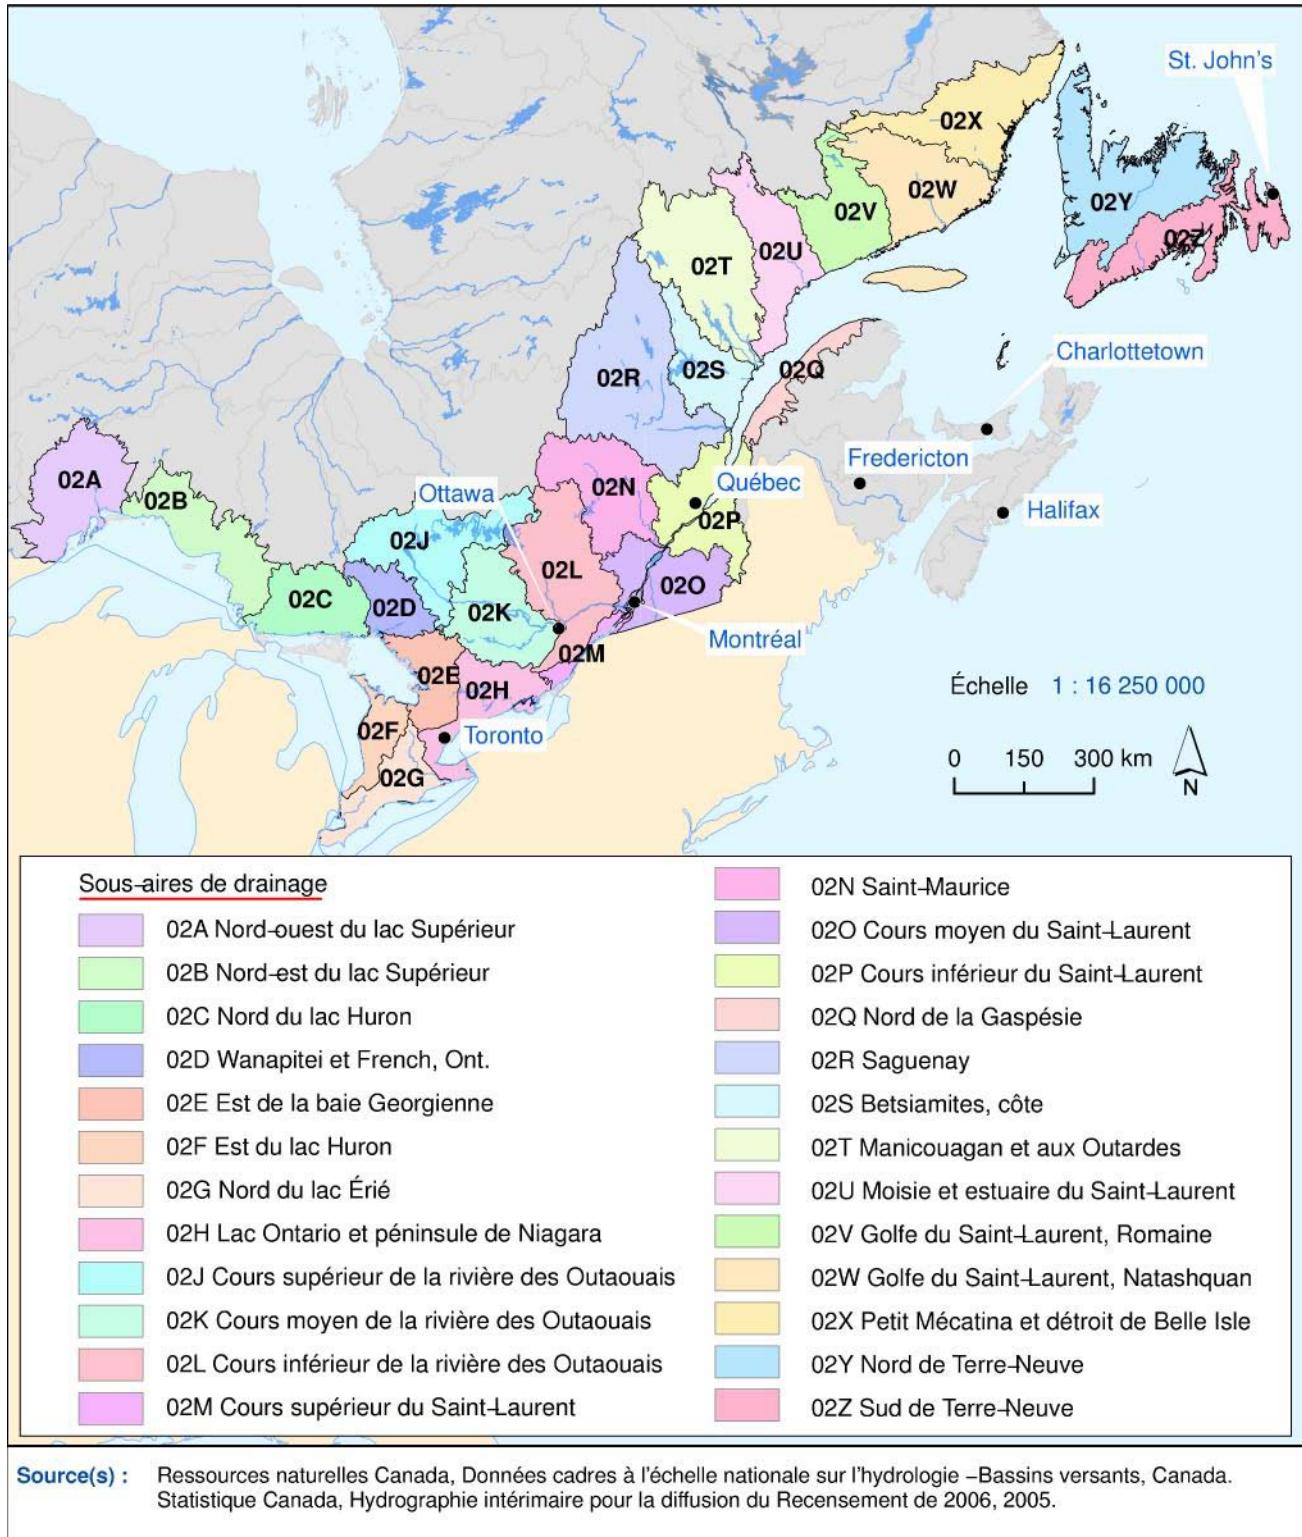 St. John's
02X
02W
02V
02Y
02Z
02U
02T
02Q
Charlottetown
02S
02R
Fredericton
02A
02B
Ottawa
02N
Québec
Halifax
02P
02J
02L
02O
02C
02D
02K
Montréal
02M
02E
02H
Échelle 1 : 16 250 000
02F
Toronto
02G
0 150 300 km
N
Sous-aires de drainage
02A Nord-ouest du lac Supérieur
02B Nord-est du lac Supérieur
02C Nord du lac Huron
02D Wanapitei et French, Ont.
02E Est de la baie Georgienne
02F Est du lac Huron
02G Nord du lac Érié
02H Lac Ontario et péninsule de Niagara
02J Cours supérieur de la rivière des Outaouais
02K Cours moyen de la rivière des Outaouais
02L Cours inférieur de la rivière des Outaouais
02M Cours supérieur du Saint-Laurent
02N Saint-Maurice
02O Cours moyen du Saint-Laurent
02P Cours inférieur du Saint-Laurent
02Q Nord de la Gaspésie
02R Saguenay
02S Betsiamites, côte
02T Manicouagan et aux Outardes
02U Moisie et estuaire du Saint-Laurent
02V Golfe du Saint-Laurent, Romaine
02W Golfe du Saint-Laurent, Natashquan
02X Petit Mécatina et détroit de Belle Isle
02Y Nord de Terre-Neuve
02Z Sud de Terre-Neuve
Source(s) : Ressources naturelles Canada, Données cadres à l'échelle nationale sur l'hydrologie –Bassins versants, Canada.
Statistique Canada, Hydrographie intérimaire pour la diffusion du Recensement de 2006, 2005.